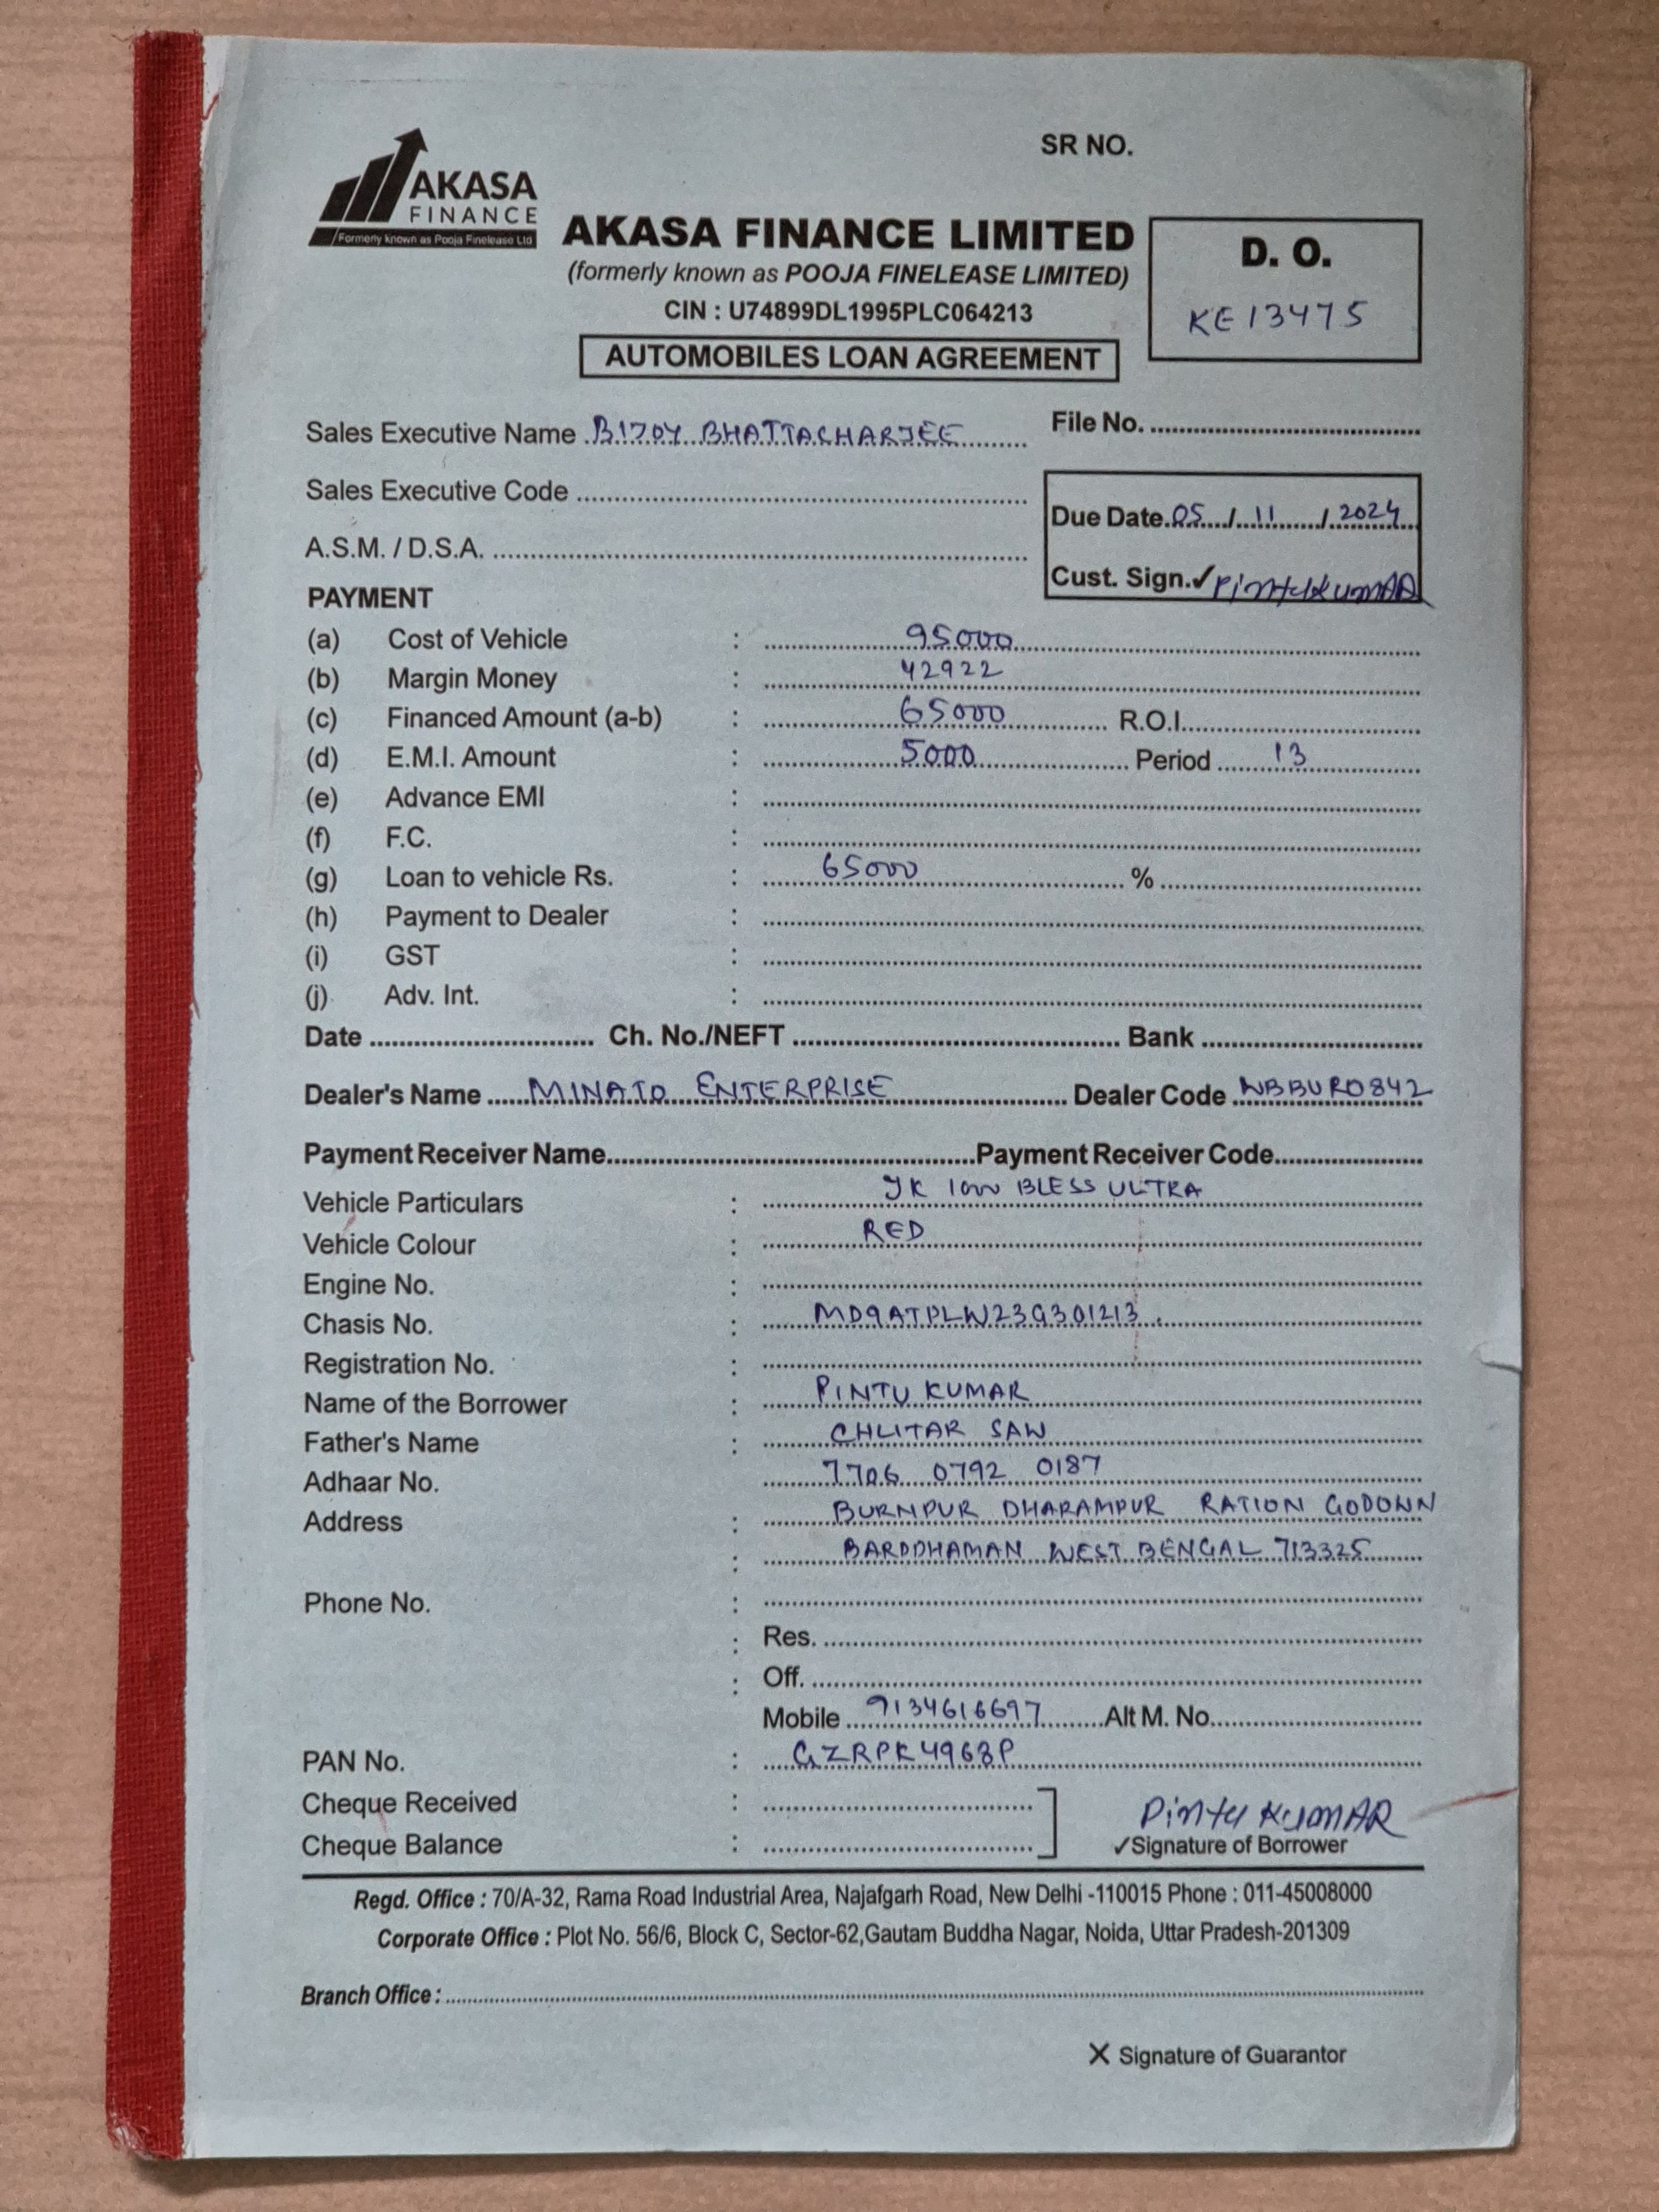 SR NO.
AKASA
FINANCE
Formerly known as Pooja Finelease Ltd
AKASA FINANCE LIMITED
(formerly known as POOJA FINELEASE LIMITED)
CIN : U74899DL1995PLC064213
AUTOMOBILES LOAN AGREEMENT
D. O.
KE13475
Sales Executive Name BIJOY BHATTACHARJEE
File No.
Sales Executive Code
A.S.M. / D.S.A.
Due Date 05 / 11 / 2024
Cust. Sign. ✓ Pintu KumAR
PAYMENT
(a) Cost of Vehicle : 95000
(b) Margin Money : 42922
(c) Financed Amount (a-b) : 65000 R.O.I.
(d) E.M.I. Amount : 5000 Period 13
(e) Advance EMI :
(f) F.C. :
(g) Loan to vehicle Rs. : 65000 %
(h) Payment to Dealer :
(i) GST :
(j) Adv. Int. :
Date Ch. No./NEFT Bank
Dealer's Name MINATO ENTERPRISE Dealer Code WBBUR0842
Payment Receiver Name Payment Receiver Code
Vehicle Particulars : BLESS ULTRA
Vehicle Colour : RED
Engine No. :
Chasis No. : MD9ATPLW23G301213
Registration No. :
Name of the Borrower : PINTU KUMAR
Father's Name : CHLITAR SAW
Adhaar No. 7706 0792 0187
Address : BURNPUR DHARAMPUR RATION GODOWN
: BARDDHAMAN WEST BENGAL 713325
Phone No. :
: Res.
: Off.
Mobile 9134616697 Alt M. No.
PAN No. : GZRPK4963P
Cheque Received :
Cheque Balance :
Pintu KumAR
✓Signature of Borrower
Regd. Office : 70/A-32, Rama Road Industrial Area, Najafgarh Road, New Delhi -110015 Phone : 011-45008000
Corporate Office : Plot No. 56/6, Block C, Sector-62,Gautam Buddha Nagar, Noida, Uttar Pradesh-201309
Branch Office :
X Signature of Guarantor